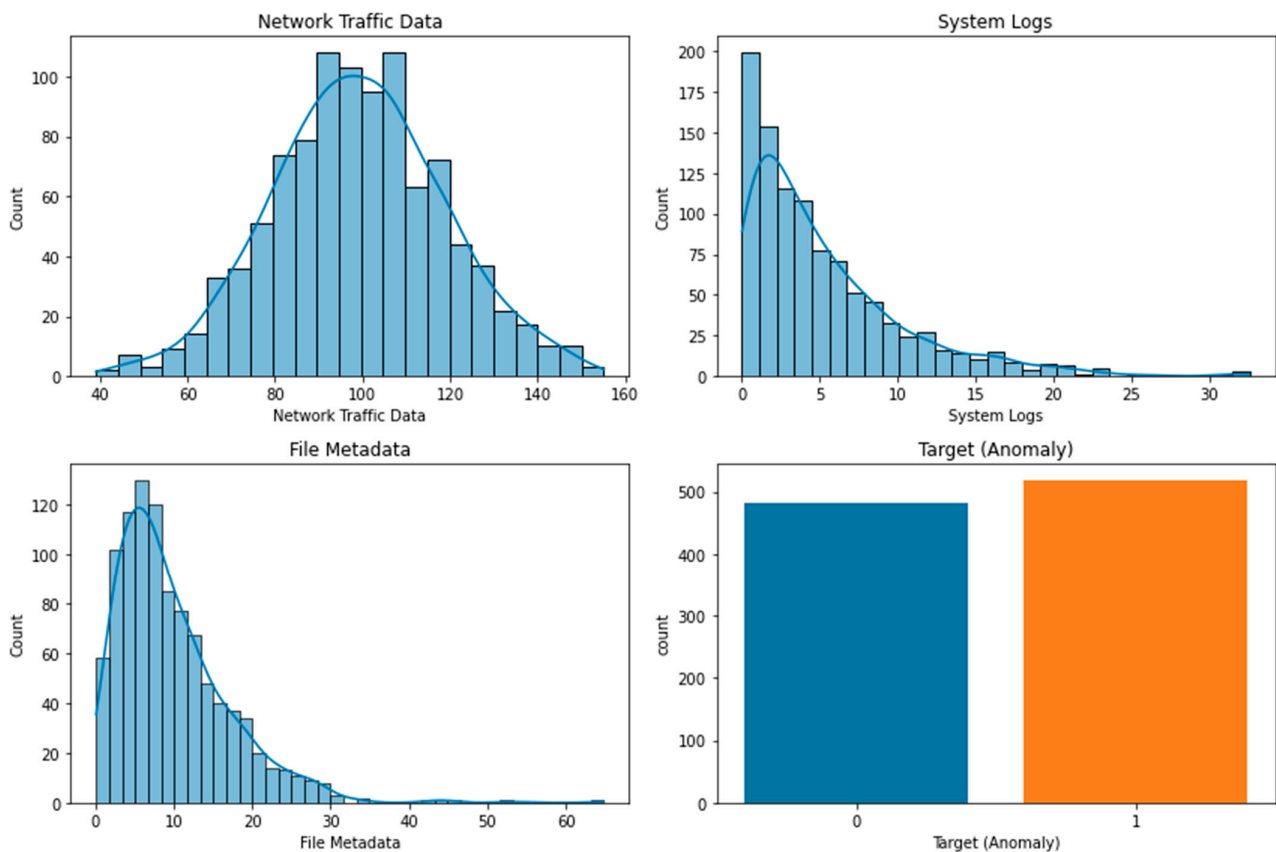 Network Traffic Data
Count
100
80
60
40
20
0
40 60 80 100 120 140 160
Network Traffic Data
System Logs
Count
200
175
150
125
100
75
50
25
0
0 5 10 15 20 25 30
System Logs
File Metadata
Count
120
100
80
60
40
20
0
0 10 20 30 40 50 60
File Metadata
Target (Anomaly)
count
500
400
300
200
100
0
0 1
Target (Anomaly)